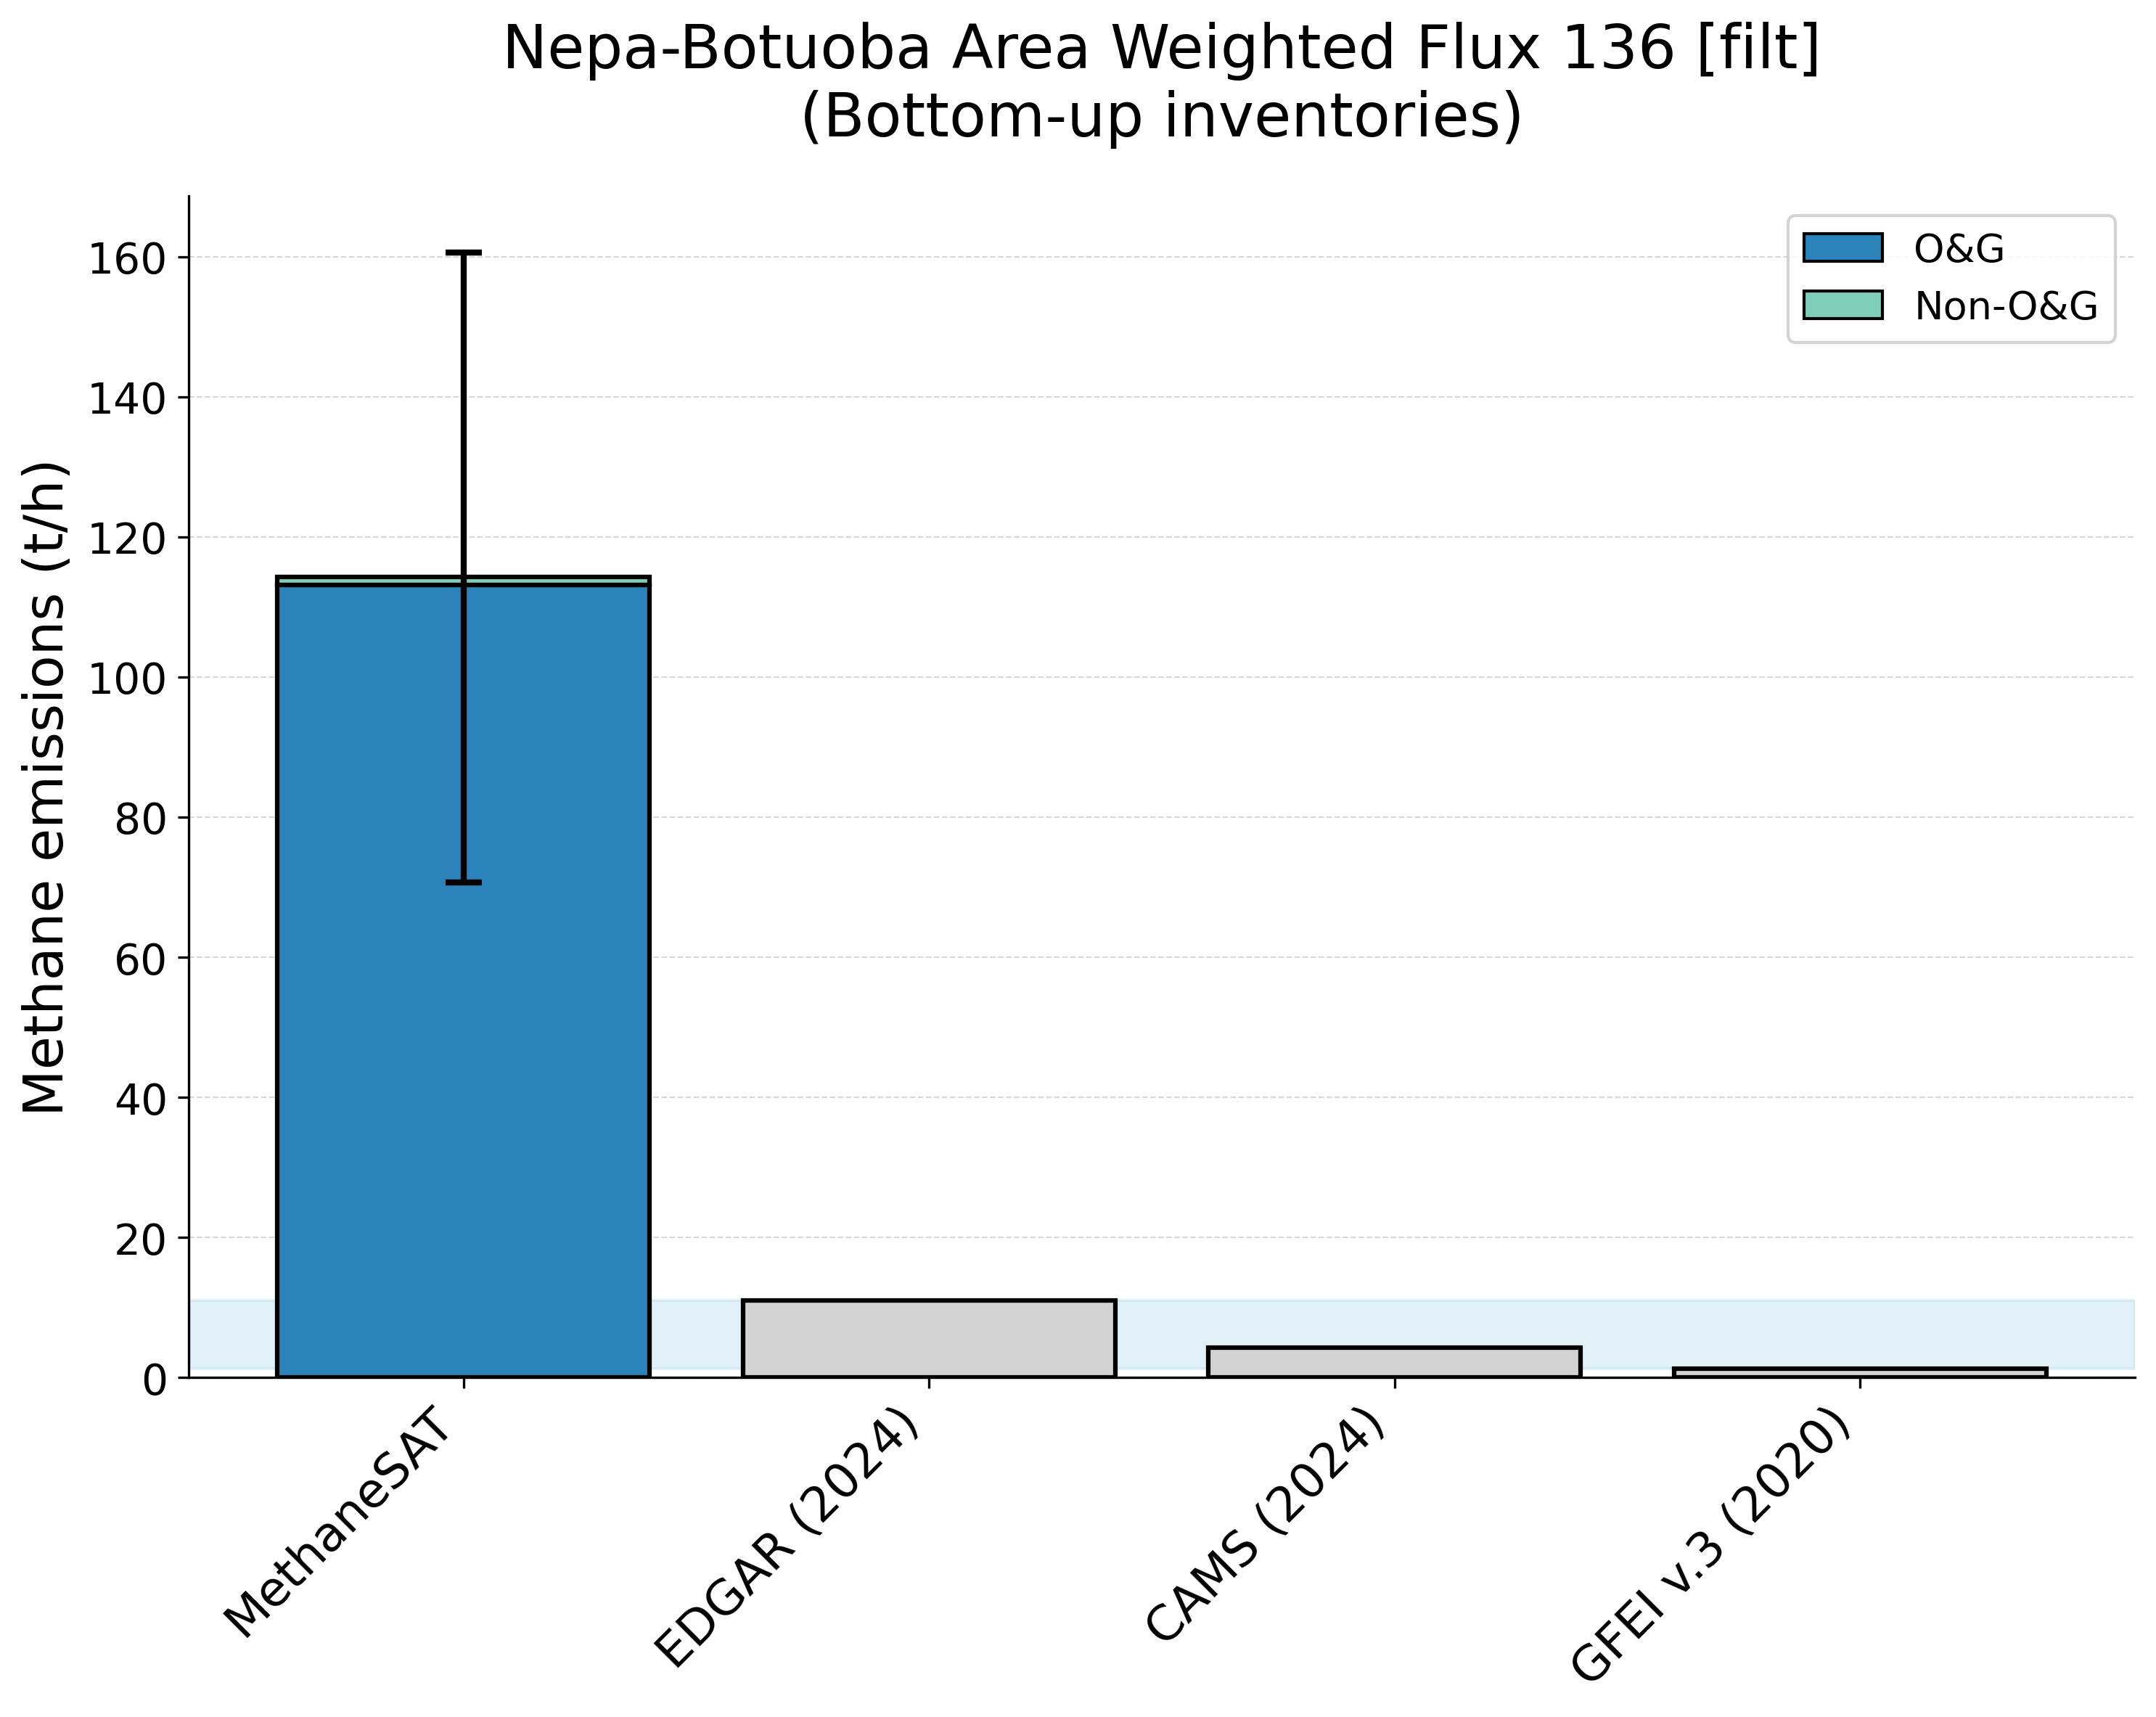 Nepa-Botuoba Area Weighted Flux 136 [filt]
(Bottom-up inventories)
O&G
Non-O&G
Methane emissions (t/h)
160
140
120
100
80
60
40
20
0
MethaneSAT
EDGAR (2024)
CAMS (2024)
GFEI v.3 (2020)